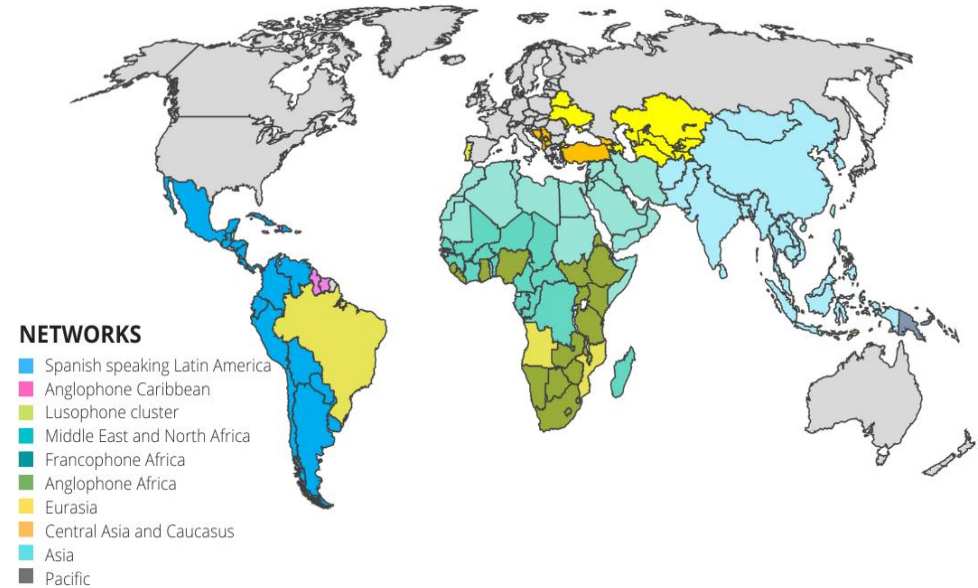 NETWORKS
Spanish speaking Latin America
Anglophone Caribbean
Lusophone cluster
Middle East and North Africa
Francophone Africa
Anglophone Africa
Eurasia
Central Asia and Caucasus
Asia
Pacific